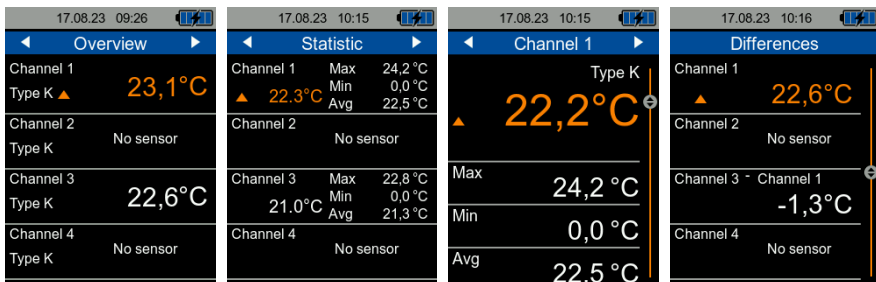 17.08.23 09:26
Overview
Channel 1
Type K 23,1°C
Channel 2
Type K No sensor
Channel 3
Type K 22,6°C
Channel 4
Type K No sensor
17.08.23 10:15
Statistic
Channel 1 Max 24,2 °C
22.3°C Min 0,0 °C
Avg 22,5 °C
Channel 2
No sensor
Channel 3 Max 22,8 °C
21.0°C Min 0,0 °C
Avg 21,3 °C
Channel 4
No sensor
17.08.23 10:15
Channel 1
Type K
22,2°C
Max
24,2 °C
Min
0,0 °C
Avg
22,5 °C
17.08.23 10:16
Differences
Channel 1
22,6°C
Channel 2
No sensor
Channel 3 - Channel 1
-1,3°C
Channel 4
No sensor